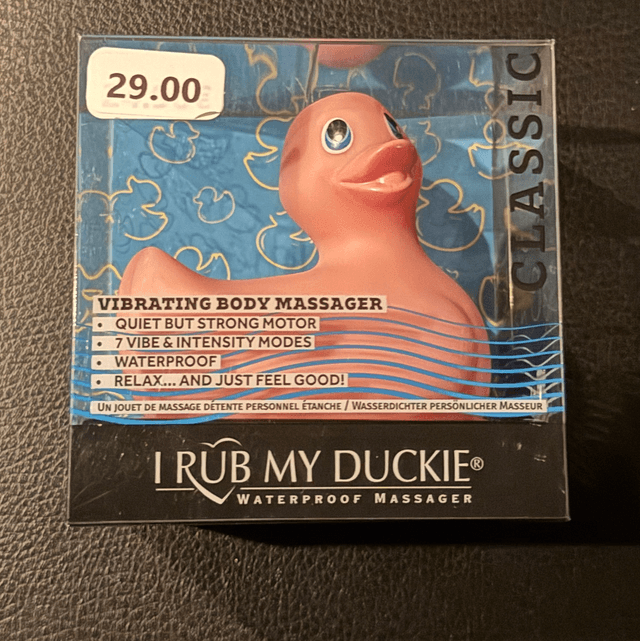 29.00
CLASSIC
VIBRATING BODY MASSAGER
• QUIET BUT STRONG MOTOR
• 7 VIBE & INTENSITY MODES
• WATERPROOF
• RELAX... AND JUST FEEL GOOD!
UN JOUET DE MASSAGE DÉTENTE PERSONNEL ÉTANCHE / WASSERDICHTER PERSÖNLICHER MASSEUR
I RUB MY DUCKIE®
WATERPROOF MASSAGER